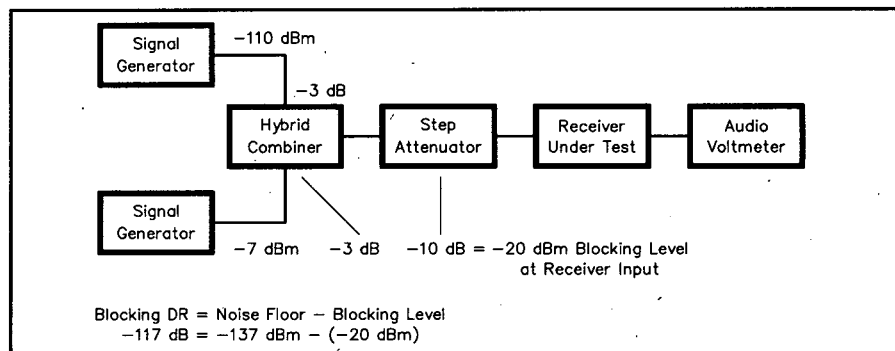 Signal
Generator
-110 dBm
-3 dB
Hybrid
Combiner
Step
Attenuator
Receiver
Under Test
Audio
Voltmeter
Signal
Generator
-7 dBm
-3 dB
-10 dB = -20 dBm Blocking Level
at Receiver Input
Blocking DR = Noise Floor - Blocking Level
-117 dB = -137 dBm - (-20 dBm)